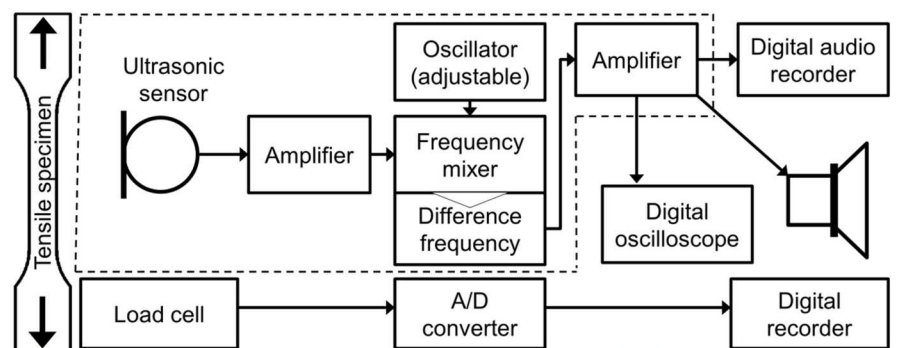 Tensile specimen
Ultrasonic
sensor
Amplifier
Oscillator
(adjustable)
Frequency
mixer
Difference
frequency
Amplifier
Digital audio
recorder
Digital
oscilloscope
Load cell
A/D
converter
Digital
recorder